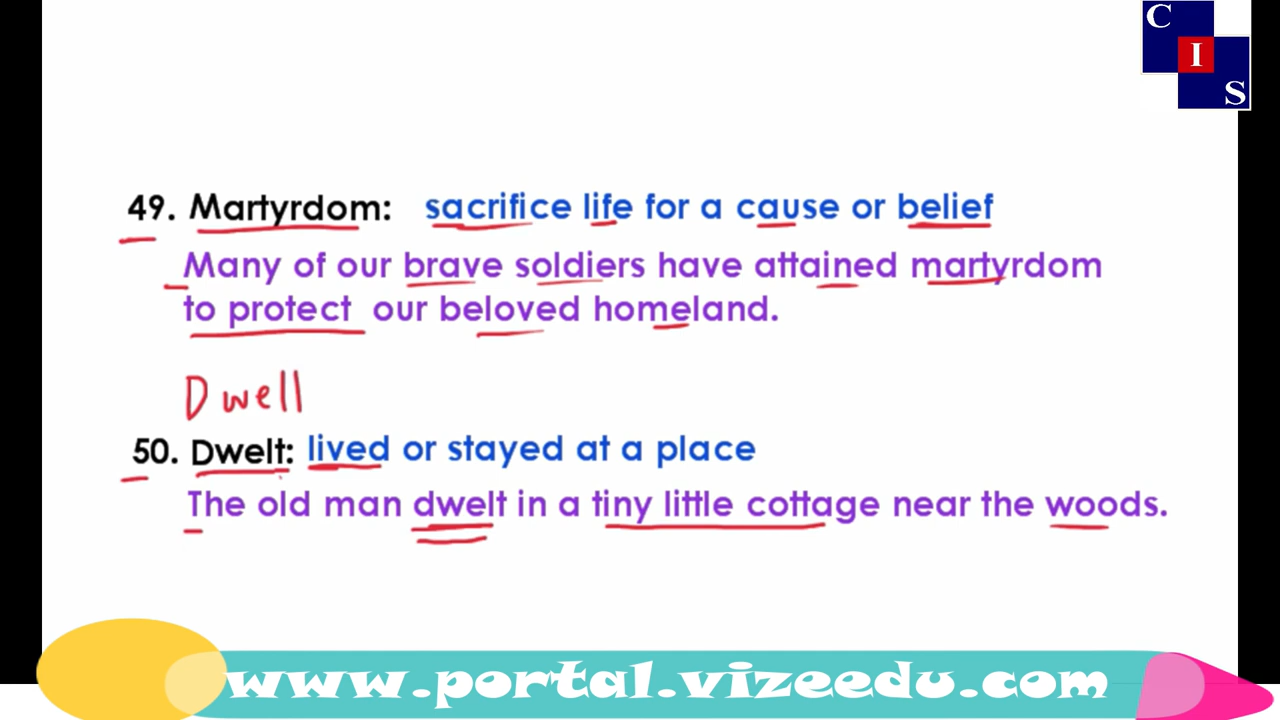 C
I
S
49. Martyrdom: sacrifice life for a cause or belief
Many of our brave soldiers have attained martyrdom
to protect our beloved homeland.
Dwell
50. Dwelt: lived or stayed at a place
The old man dwelt in a tiny little cottage near the woods.
www.portal.vizeedu.com